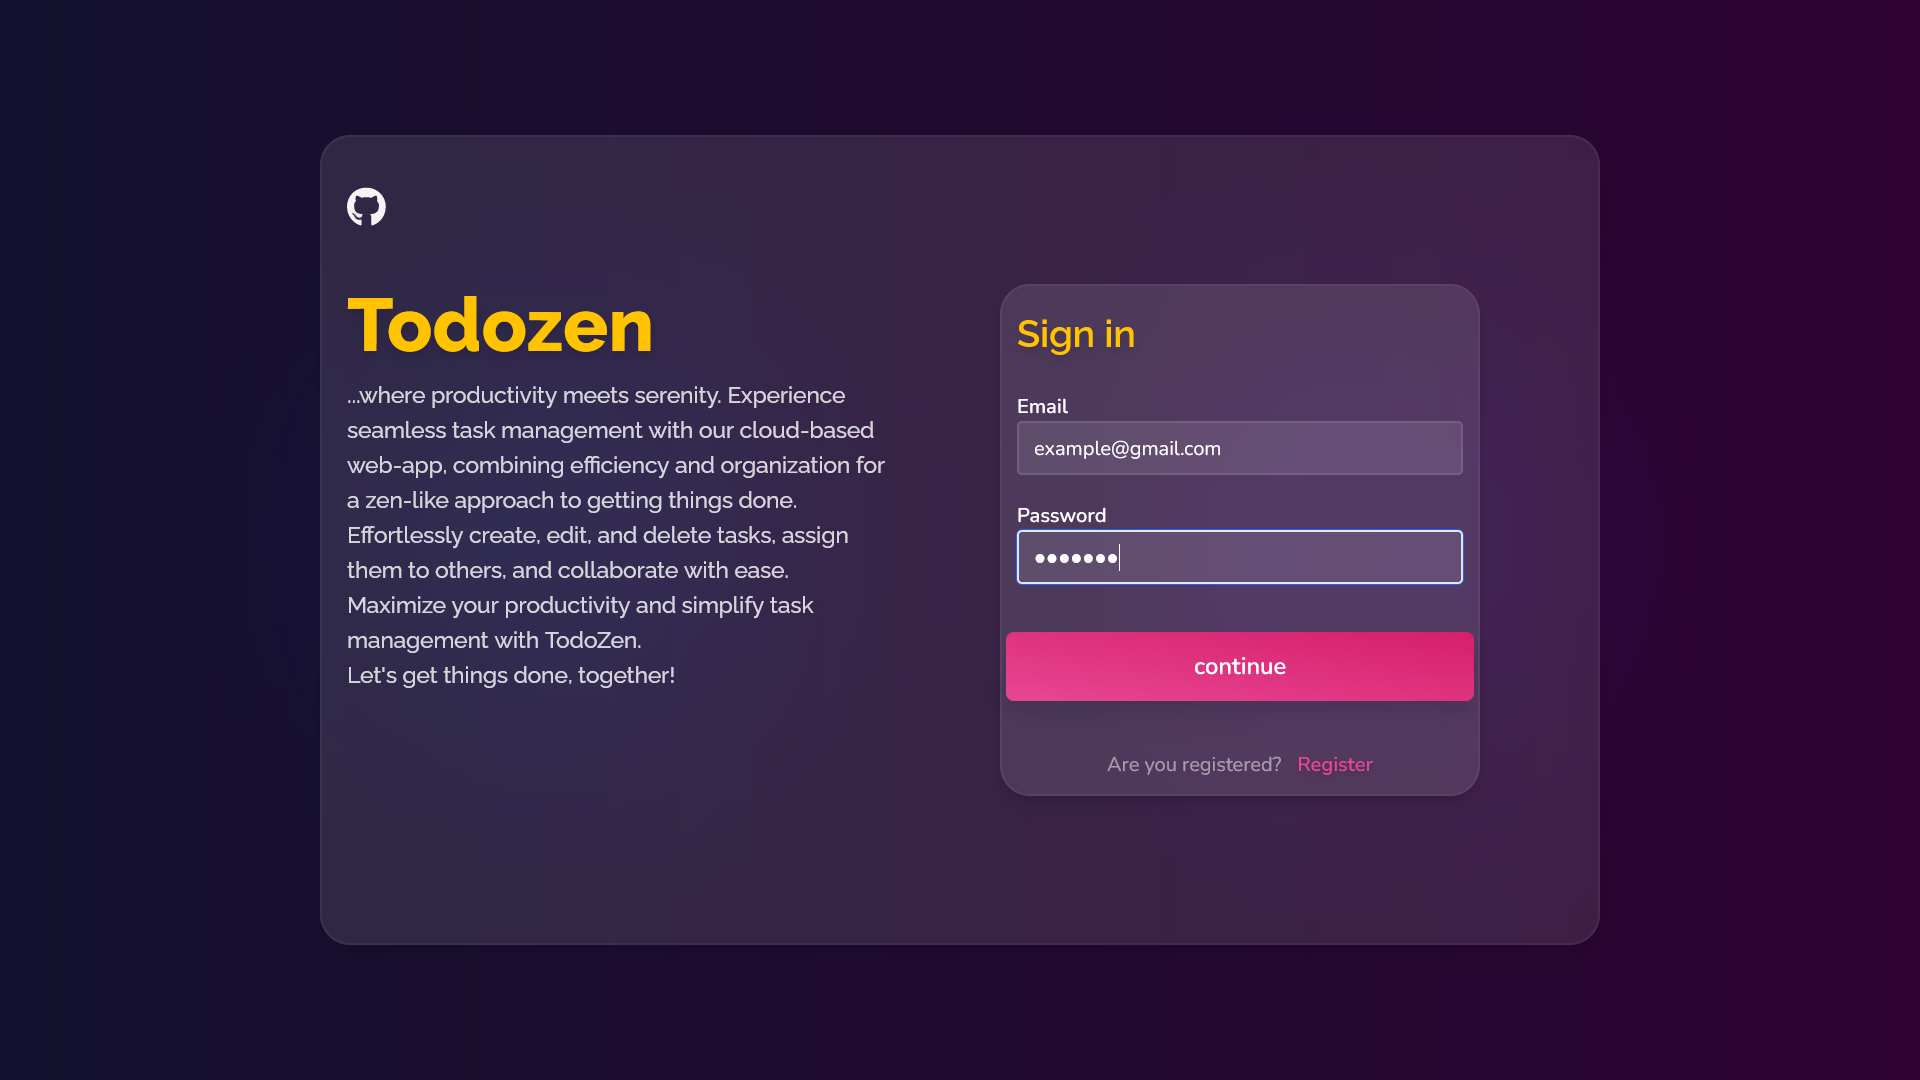 Todozen
...where productivity meets serenity. Experience
seamless task management with our cloud-based
web-app, combining efficiency and organization for
a zen-like approach to getting things done.
Effortlessly create, edit, and delete tasks, assign
them to others, and collaborate with ease.
Maximize your productivity and simplify task
management with TodoZen.
Let's get things done, together!
Sign in
Email
example@gmail.com
Password
•••••••
continue
Are you registered? Register